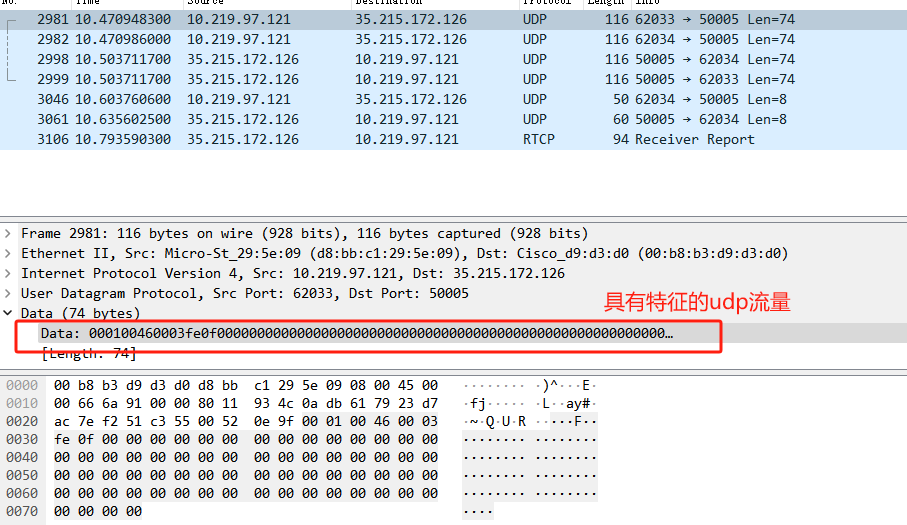 No. Time Source Destination Protocol Length Info
2981 10.470948300 10.219.97.121 35.215.172.126 UDP 116 62033 → 50005 Len=74
2982 10.470986000 10.219.97.121 35.215.172.126 UDP 116 62034 → 50005 Len=74
2998 10.503711700 35.215.172.126 10.219.97.121 UDP 116 50005 → 62034 Len=74
2999 10.503711700 35.215.172.126 10.219.97.121 UDP 116 50005 → 62033 Len=74
3046 10.603760600 10.219.97.121 35.215.172.126 UDP 50 62034 → 50005 Len=8
3061 10.635602500 35.215.172.126 10.219.97.121 UDP 60 50005 → 62034 Len=8
3106 10.793590300 35.215.172.126 10.219.97.121 RTCP 94 Receiver Report
Frame 2981: 116 bytes on wire (928 bits), 116 bytes captured (928 bits)
Ethernet II, Src: Micro-St_29:5e:09 (d8:bb:c1:29:5e:09), Dst: Cisco_d9:d3:d0 (00:b8:b3:d9:d3:d0)
Internet Protocol Version 4, Src: 10.219.97.121, Dst: 35.215.172.126
User Datagram Protocol, Src Port: 62033, Dst Port: 50005
具有特征的udp流量
Data (74 bytes)
Data: 000100460003fe0f00000000000000000000000000000000000000000000000000000000…
[Length: 74]
0000 00 b8 b3 d9 d3 d0 d8 bb c1 29 5e 09 08 00 45 00 ········ ·)^···E·
0010 00 66 6a 91 00 00 80 11 93 4c 0a db 61 79 23 d7 ·fj····· ·L··ay#·
0020 ac 7e f2 51 c3 55 00 52 0e 9f 00 01 00 46 00 03 ·~·Q·U·R ·····F··
0030 fe 0f 00 00 00 00 00 00 00 00 00 00 00 00 00 00 ········ ········
0040 00 00 00 00 00 00 00 00 00 00 00 00 00 00 00 00 ········ ········
0050 00 00 00 00 00 00 00 00 00 00 00 00 00 00 00 00 ········ ········
0060 00 00 00 00 00 00 00 00 00 00 00 00 00 00 00 00 ········ ········
0070 00 00 00 00 ····